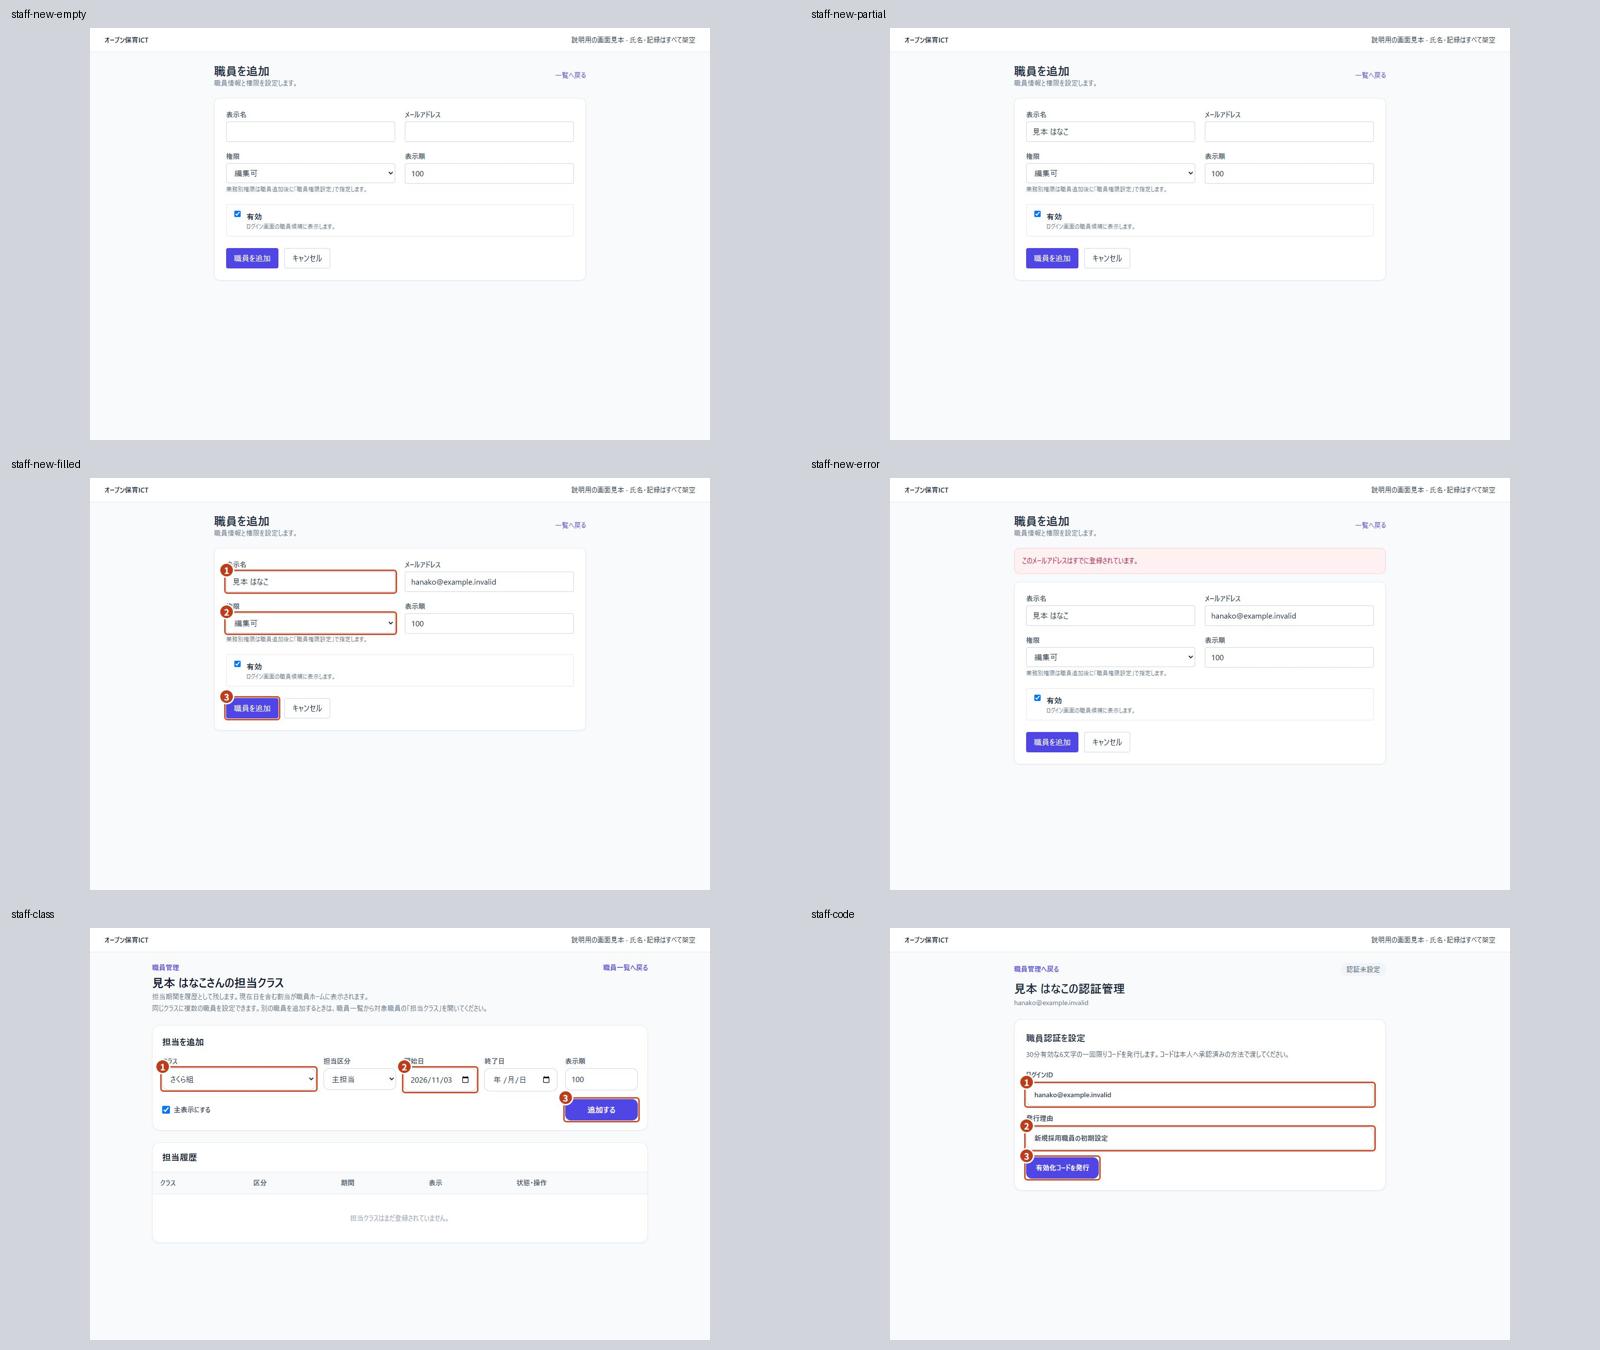 staff-new-empty
オープン保育ICT
説明用の画面見本 - 氏名・記録はすべて架空
職員を追加
職員情報と権限を設定します。
一覧へ戻る
表示名
メールアドレス
権限
表示順
編集可
100
業務別権限は職員追加後に「職員権限設定」で指定します。
有効
ログイン画面の職員候補に表示します。
職員を追加
キャンセル
staff-new-partial
オープン保育ICT
説明用の画面見本 - 氏名・記録はすべて架空
職員を追加
職員情報と権限を設定します。
一覧へ戻る
表示名
メールアドレス
見本 はなこ
権限
表示順
編集可
100
業務別権限は職員追加後に「職員権限設定」で指定します。
有効
ログイン画面の職員候補に表示します。
職員を追加
キャンセル
staff-new-filled
オープン保育ICT
説明用の画面見本 - 氏名・記録はすべて架空
職員を追加
職員情報と権限を設定します。
一覧へ戻る
示名
メールアドレス
1
見本 はなこ
hanako@example.invalid
限
表示順
2
編集可
100
業務別権限は職員追加後に「職員権限設定」で指定します。
有効
ログイン画面の職員候補に表示します。
3
職員を追加
キャンセル
staff-new-error
オープン保育ICT
説明用の画面見本 - 氏名・記録はすべて架空
職員を追加
職員情報と権限を設定します。
一覧へ戻る
このメールアドレスはすでに登録されています。
表示名
メールアドレス
見本 はなこ
hanako@example.invalid
権限
表示順
編集可
100
業務別権限は職員追加後に「職員権限設定」で指定します。
有効
ログイン画面の職員候補に表示します。
職員を追加
キャンセル
staff-class
オープン保育ICT
説明用の画面見本 - 氏名・記録はすべて架空
職員管理
職員一覧へ戻る
見本 はなこさんの担当クラス
担当期間を履歴として残します。現在日を含む割当が職員ホームに表示されます。
同じクラスに複数の職員を設定できます。別の職員を追加するときは、職員一覧から対象職員の「担当クラス」を開いてください。
担当を追加
クラス
担当区分
開始日
終了日
表示順
1
さくら組
主担当
2
2026/11/03
年 /月/日
100
主表示にする
3
追加する
担当履歴
クラス
区分
期間
表示
状態・操作
担当クラスはまだ登録されていません。
staff-code
オープン保育ICT
説明用の画面見本 - 氏名・記録はすべて架空
職員管理へ戻る
認証未設定
見本 はなこの認証管理
hanako@example.invalid
職員認証を設定
30分有効な6文字の一回限りコードを発行します。コードは本人へ承認済みの方法で渡してください。
ログインID
1
hanako@example.invalid
発行理由
2
新規採用職員の初期設定
3
有効化コードを発行